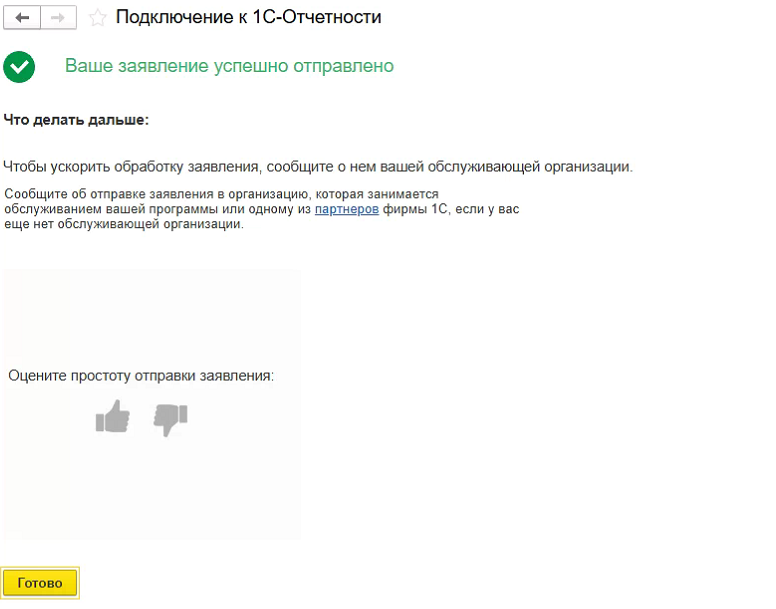 Подключение к 1С-Отчетности
Ваше заявление успешно отправлено
Что делать дальше:
Чтобы ускорить обработку заявления, сообщите о нем вашей обслуживающей организации.
Сообщите об отправке заявления в организацию, которая занимается
обслуживанием вашей программы или одному из партнеров фирмы 1С, если у вас
еще нет обслуживающей организации.
Оцените простоту отправки заявления:
Готово